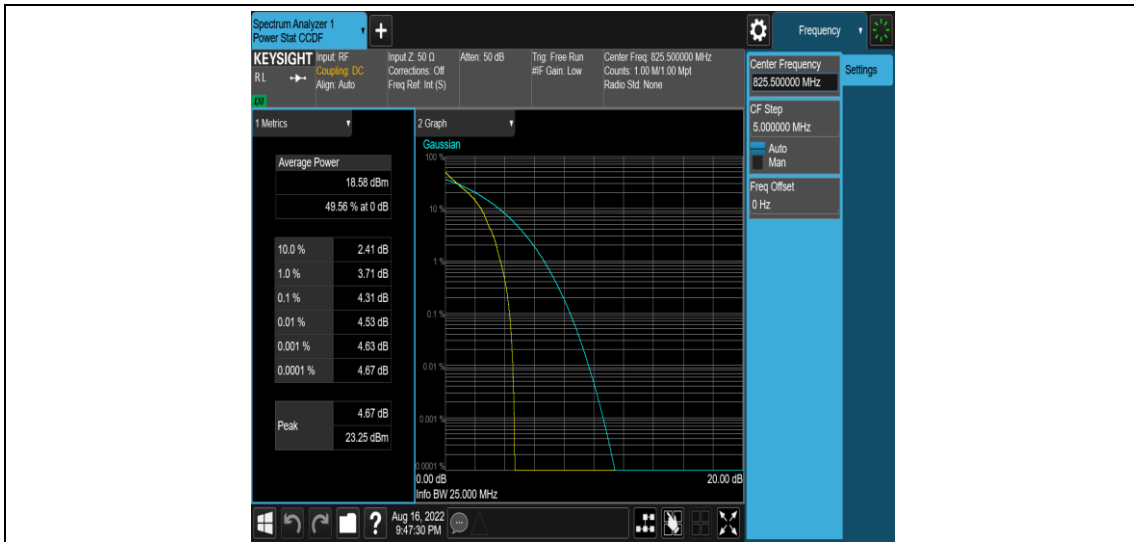 Spectrum Analyzer 1
Power Stat CCDF
+
Frequency
KEYSIGHT
RL
LXI
Input: RF
Coupling: DC
Align: Auto
Input Z: 50 Ω
Corrections: Off
Freq Ref: Int (S)
Atten: 50 dB
Trig: Free Run
#IF Gain: Low
Center Freq: 825.500000 MHz
Counts: 1.00 M/1.00 Mpt
Radio Std: None
Center Frequency
825.500000 MHz
Settings
CF Step
5.000000 MHz
Auto
Man
Freq Offset
0 Hz
1 Metrics
Average Power
18.58 dBm
49.56 % at 0 dB
10.0 % 2.41 dB
1.0 % 3.71 dB
0.1 % 4.31 dB
0.01 % 4.53 dB
0.001 % 4.63 dB
0.0001 % 4.67 dB
Peak
4.67 dB
23.25 dBm
2 Graph
Gaussian
100 %
10 %
1 %
0.1 %
0.01 %
0.001 %
0.0001 %
0.00 dB 20.00 dB
Info BW 25.000 MHz
?
Aug 16, 2022
9:47:30 PM